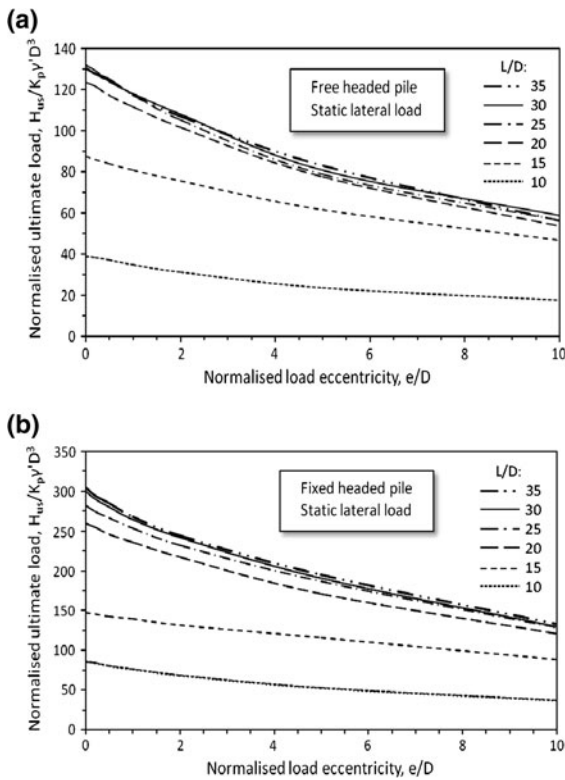 (a)
Normalised ultimate load, Hus/Kpγ'D³
140
120
100
80
60
40
20
0
Free headed pile
Static lateral load
L/D:
35
30
25
20
15
10
0 2 4 6 8 10
Normalised load eccentricity, e/D
(b)
Normalised ultimate load, Hus/Kpγ'D³
350
300
250
200
150
100
50
0
Fixed headed pile
Static lateral load
L/D:
35
30
25
20
15
10
0 2 4 6 8 10
Normalised load eccentricity, e/D